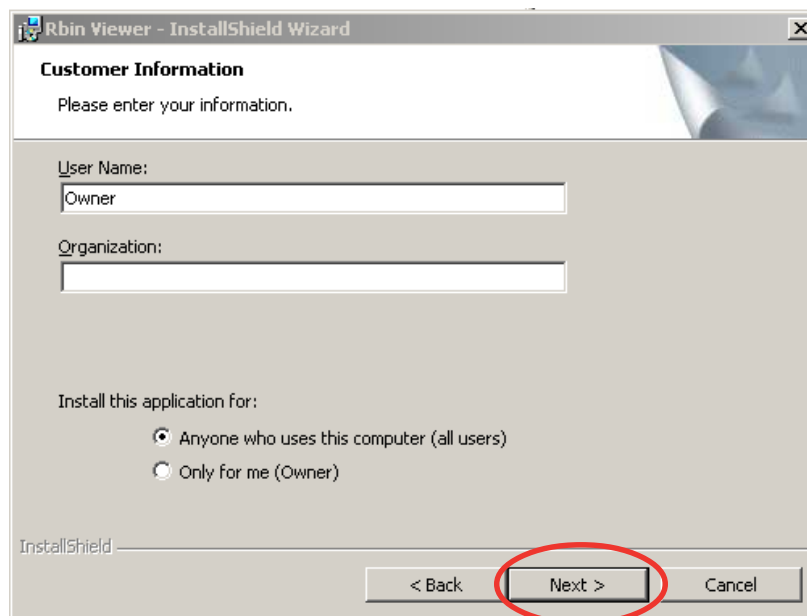 Rbin Viewer - InstallShield Wizard
Customer Information
Please enter your information.
User Name:
Owner
Organization:
Install this application for:
Anyone who uses this computer (all users)
Only for me (Owner)
InstallShield
< Back Next > Cancel